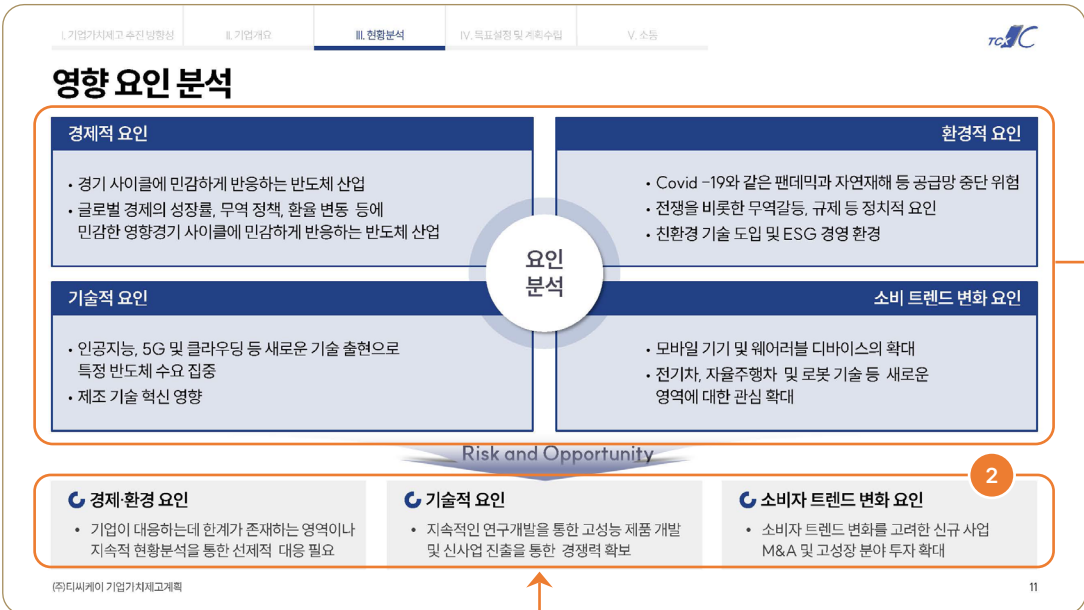 I. 기업가치제고 추진 방향성
II. 기업개요
III. 현황분석
IV. 목표설정 및 계획수립
V. 소통
TCK
영향 요인 분석
경제적 요인
• 경기 사이클에 민감하게 반응하는 반도체 산업
• 글로벌 경제의 성장률, 무역 정책, 환율 변동 등에
민감한 영향경기 사이클에 민감하게 반응하는 반도체 산업
환경적 요인
• Covid -19와 같은 팬데믹과 자연재해 등 공급망 중단 위험
• 전쟁을 비롯한 무역갈등, 규제 등 정치적 요인
• 친환경 기술 도입 및 ESG 경영 환경
요인
분석
기술적 요인
• 인공지능, 5G 및 클라우딩 등 새로운 기술 출현으로
특정 반도체 수요 집중
• 제조 기술 혁신 영향
소비 트렌드 변화 요인
• 모바일 기기 및 웨어러블 디바이스의 확대
• 전기차, 자율주행차 및 로봇 기술 등 새로운
영역에 대한 관심 확대
Risk and Opportunity
2
경제·환경 요인
• 기업이 대응하는데 한계가 존재하는 영역이나
지속적 현황분석을 통한 선제적 대응 필요
기술적 요인
• 지속적인 연구개발을 통한 고성능 제품 개발
및 신사업 진출을 통한 경쟁력 확보
소비자 트렌드 변화 요인
• 소비자 트렌드 변화를 고려한 신규 사업
M&A 및 고성장 분야 투자 확대
(주)티씨케이 기업가치제고계획
11